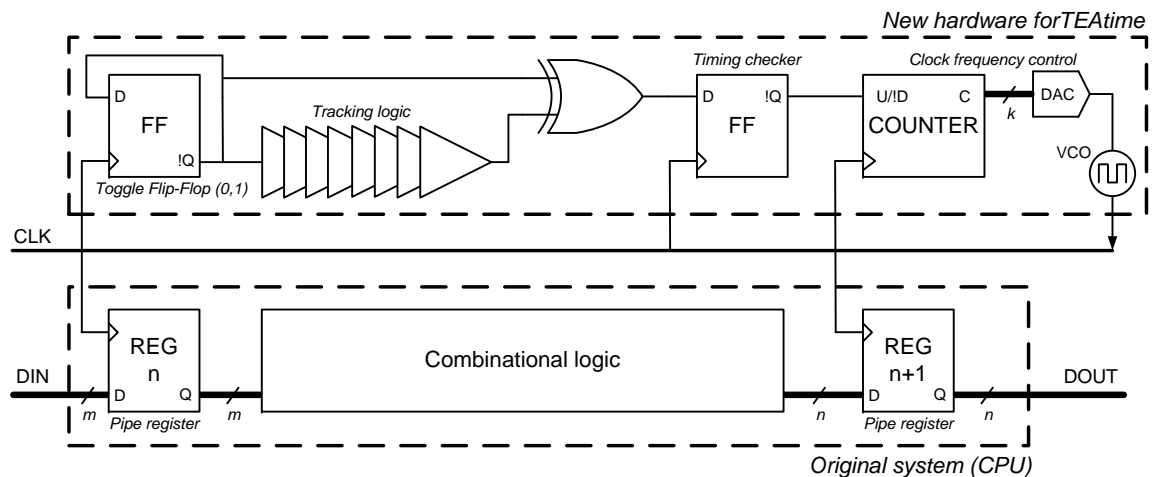 New hardware forTEAtime
Timing checker
Clock frequency control
D
FF
!Q
Toggle Flip-Flop (0,1)
Tracking logic
D
!Q
FF
U/!D
C
COUNTER
k
DAC
VCO
CLK
DIN
m
REG
n
D
Q
Pipe register
m
Combinational logic
n
REG
n+1
D
Q
Pipe register
n
DOUT
Original system (CPU)